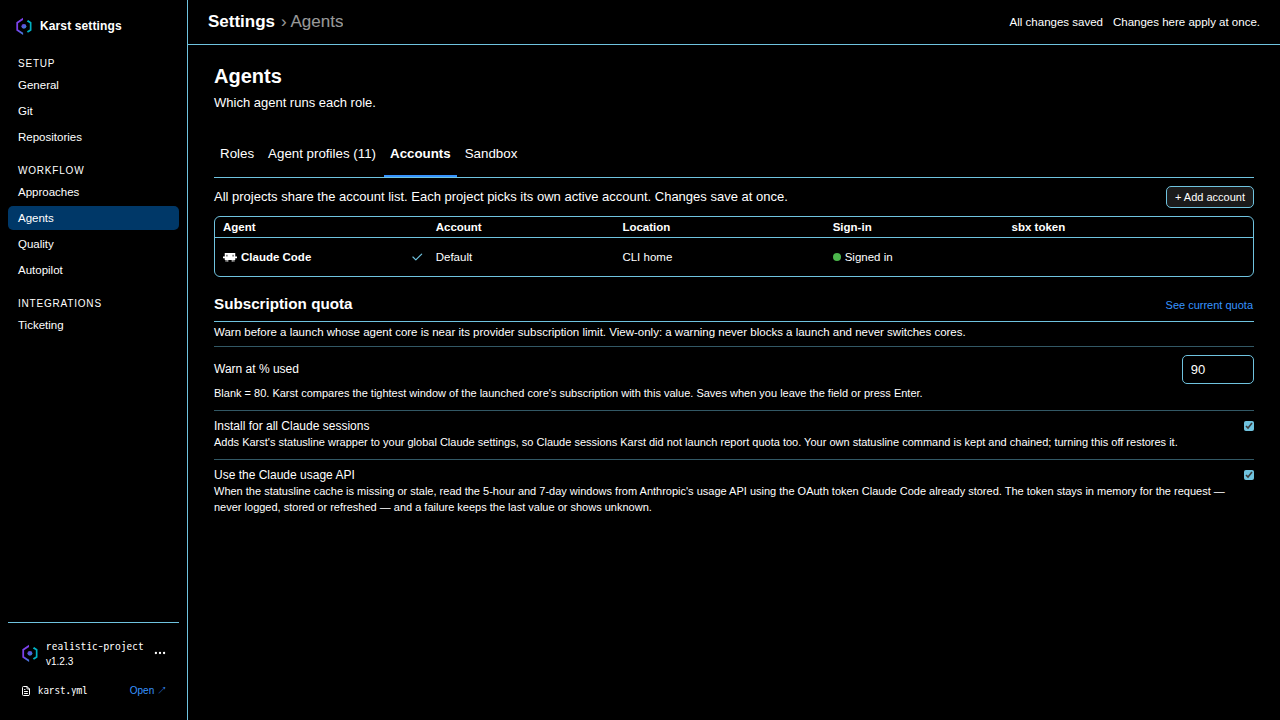 Karst settings
SETUP
General
Git
Repositories
WORKFLOW
Approaches
Agents
Quality
Autopilot
INTEGRATIONS
Ticketing
realistic-project
v1.2.3
karst.yml
Open ↗
Settings › Agents
All changes saved Changes here apply at once.
Agents
Which agent runs each role.
Roles Agent profiles (11) Accounts Sandbox
All projects share the account list. Each project picks its own active account. Changes save at once.
+ Add account
Agent Account Location Sign-in sbx token
Claude Code ✓ Default CLI home Signed in
Subscription quota
See current quota
Warn before a launch whose agent core is near its provider subscription limit. View-only: a warning never blocks a launch and never switches cores.
Warn at % used
90
Blank = 80. Karst compares the tightest window of the launched core's subscription with this value. Saves when you leave the field or press Enter.
Install for all Claude sessions
Adds Karst's statusline wrapper to your global Claude settings, so Claude sessions Karst did not launch report quota too. Your own statusline command is kept and chained; turning this off restores it.
Use the Claude usage API
When the statusline cache is missing or stale, read the 5-hour and 7-day windows from Anthropic's usage API using the OAuth token Claude Code already stored. The token stays in memory for the request —
never logged, stored or refreshed — and a failure keeps the last value or shows unknown.